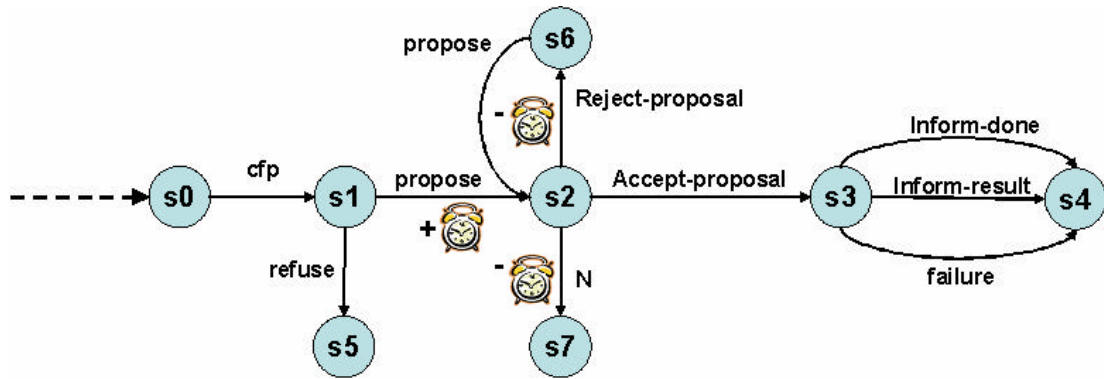 propose
s6
-
Reject-proposal
Inform-done
cfp
propose
Accept-proposal
Inform-result
s0
s1
s2
s3
s4
+
-
refuse
N
failure
s5
s7